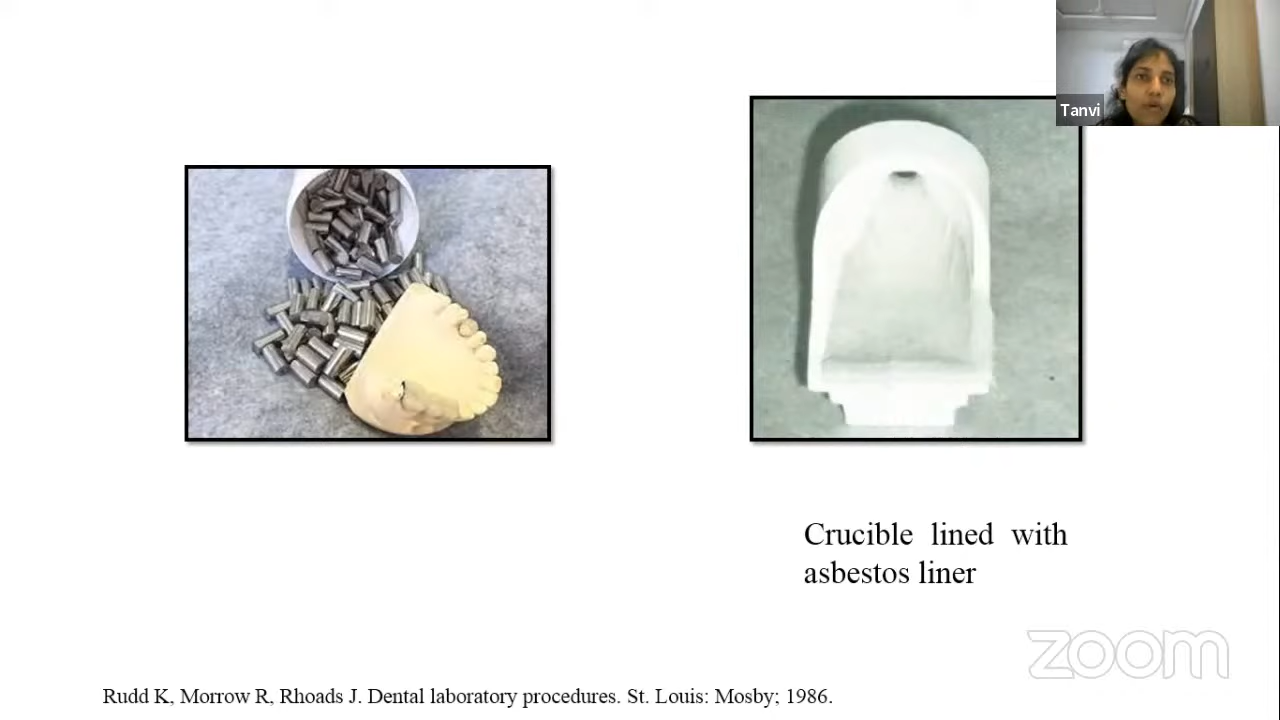 Tanvi
Crucible lined with
asbestos liner
zoom
Rudd K, Morrow R, Rhoads J. Dental laboratory procedures. St. Louis: Mosby; 1986.